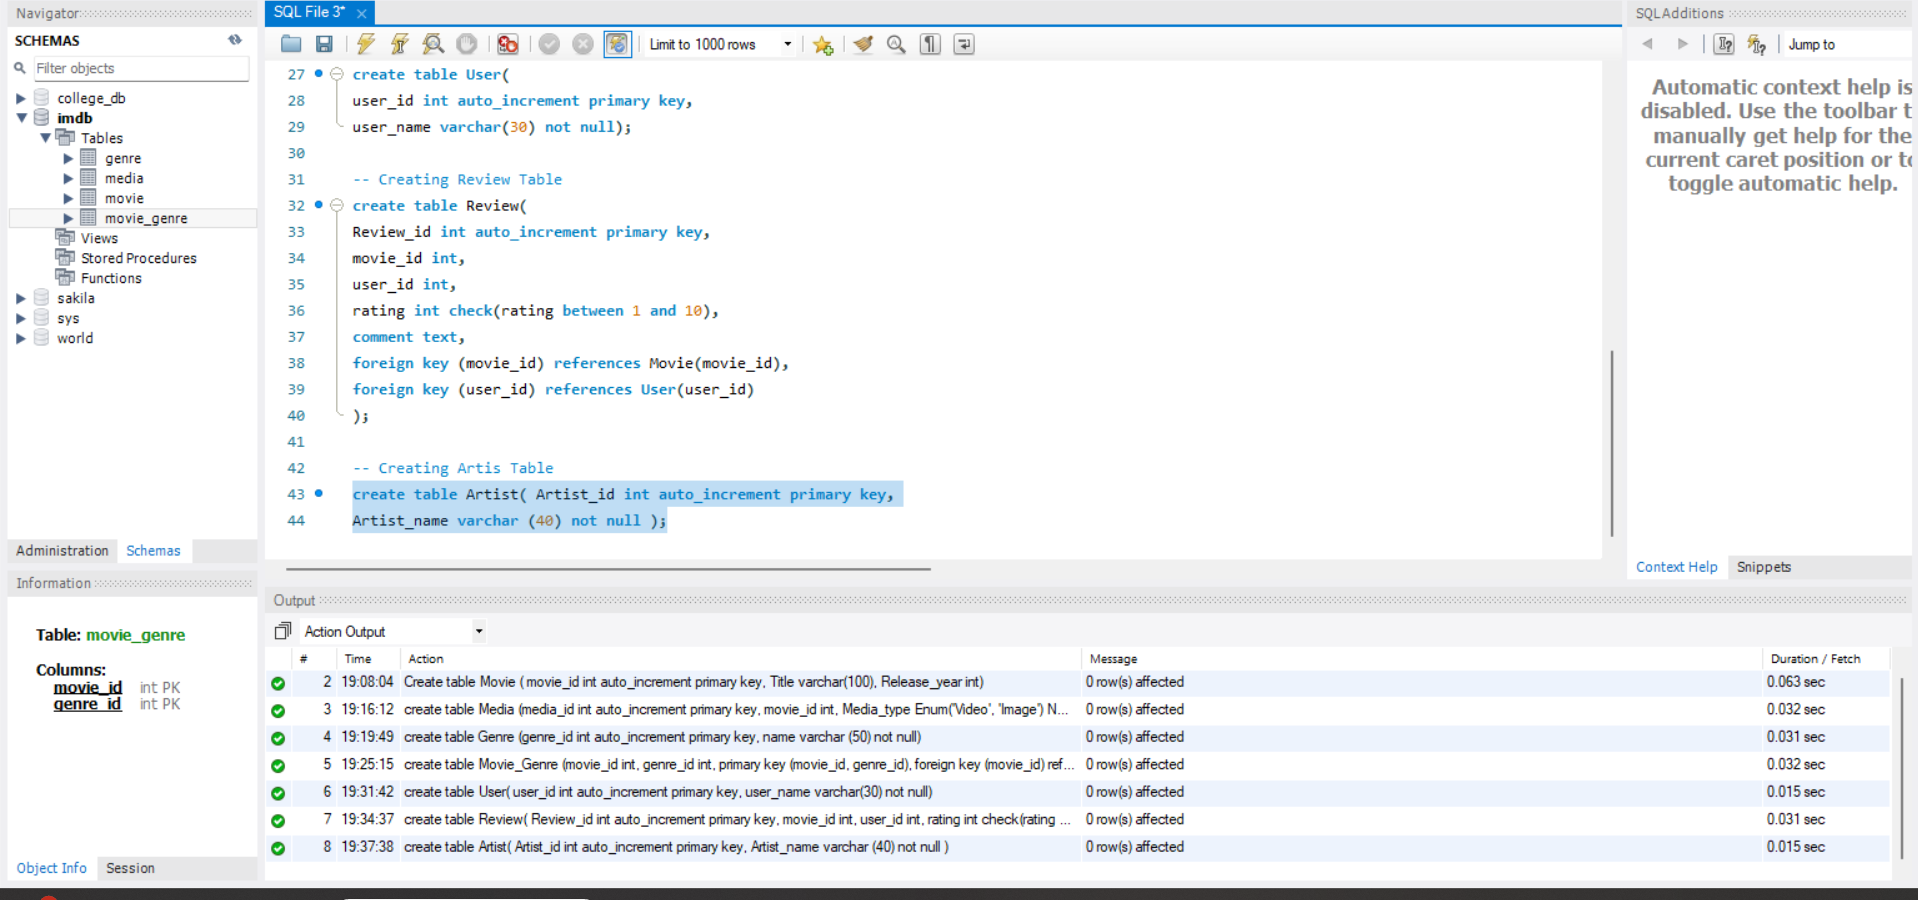 Navigator
SCHEMAS
Filter objects
college_db
imdb
Tables
genre
media
movie
movie_genre
Views
Stored Procedures
Functions
sakila
sys
world
Administration Schemas
Information
Table: movie_genre
Columns:
movie_id int PK
genre_id int PK
Object Info Session
SQL File 3*
Limit to 1000 rows
27 create table User(
28 user_id int auto_increment primary key,
29 user_name varchar(30) not null);
30
31 -- Creating Review Table
32 create table Review(
33 Review_id int auto_increment primary key,
34 movie_id int,
35 user_id int,
36 rating int check(rating between 1 and 10),
37 comment text,
38 foreign key (movie_id) references Movie(movie_id),
39 foreign key (user_id) references User(user_id)
40 );
41
42 -- Creating Artis Table
43 create table Artist( Artist_id int auto_increment primary key,
44 Artist_name varchar (40) not null );
SQLAdditions
Jump to
Automatic context help is
disabled. Use the toolbar t
manually get help for the
current caret position or to
toggle automatic help.
Context Help Snippets
Output
Action Output
# Time Action Message Duration / Fetch
2 19:08:04 Create table Movie ( movie_id int auto_increment primary key, Title varchar(100), Release_year int) 0 row(s) affected 0.063 sec
3 19:16:12 create table Media (media_id int auto_increment primary key, movie_id int, Media_type Enum('Video', 'Image') N... 0 row(s) affected 0.032 sec
4 19:19:49 create table Genre (genre_id int auto_increment primary key, name varchar (50) not null) 0 row(s) affected 0.031 sec
5 19:25:15 create table Movie_Genre (movie_id int, genre_id int, primary key (movie_id, genre_id), foreign key (movie_id) ref... 0 row(s) affected 0.032 sec
6 19:31:42 create table User( user_id int auto_increment primary key, user_name varchar(30) not null) 0 row(s) affected 0.015 sec
7 19:34:37 create table Review( Review_id int auto_increment primary key, movie_id int, user_id int, rating int check(rating ... 0 row(s) affected 0.031 sec
8 19:37:38 create table Artist( Artist_id int auto_increment primary key, Artist_name varchar (40) not null ) 0 row(s) affected 0.015 sec